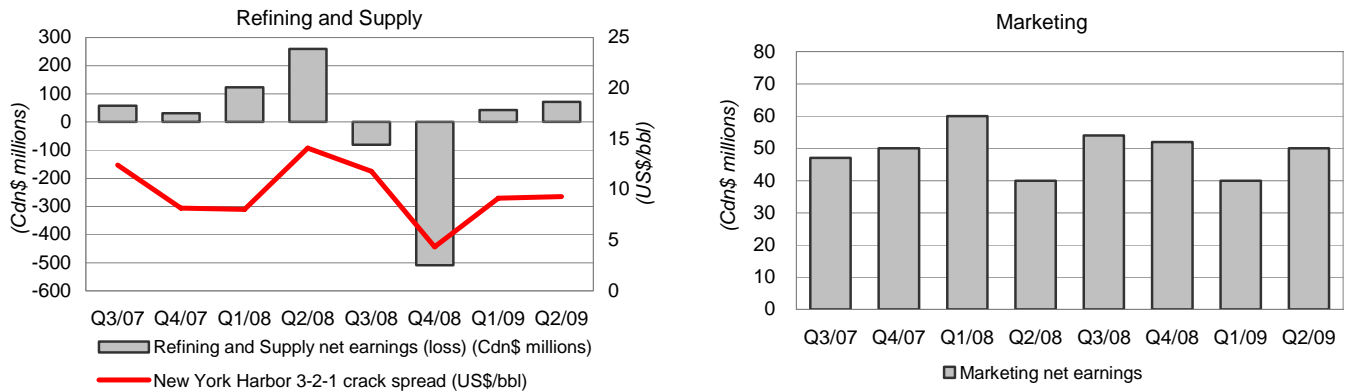 Refining and Supply
300
200
100
0
-100
-200
-300
-400
-500
-600
(Cdn$ millions)
25
20
15
10
5
0
(US$/bbl)
Q3/07 Q4/07 Q1/08 Q2/08 Q3/08 Q4/08 Q1/09 Q2/09
Refining and Supply net earnings (loss) (Cdn$ millions)
New York Harbor 3-2-1 crack spread (US$/bbl)
Marketing
80
70
60
50
40
30
20
10
0
(Cdn$ millions)
Q3/07 Q4/07 Q1/08 Q2/08 Q3/08 Q4/08 Q1/09 Q2/09
Marketing net earnings